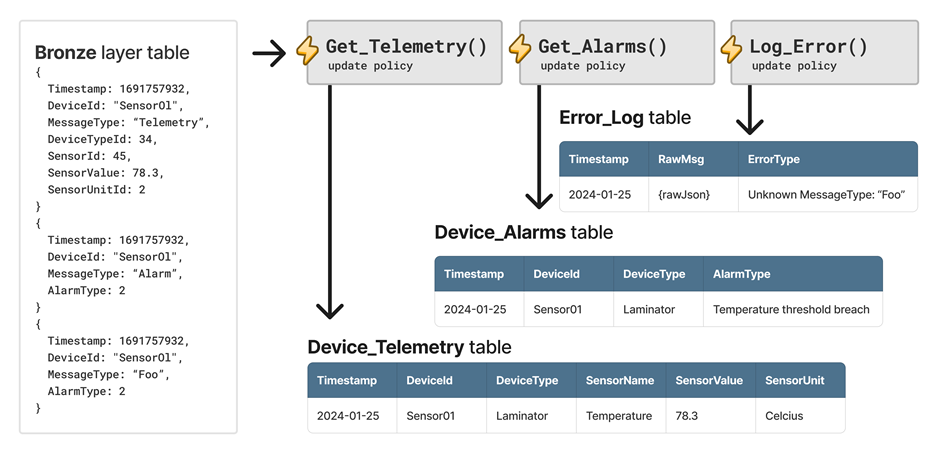 Bronze layer table
{
Timestamp: 1691757932,
DeviceId: "SensorOl",
MessageType: “Telemetry”,
DeviceTypeId: 34,
SensorId: 45,
SensorValue: 78.3,
SensorUnitId: 2
}
{
Timestamp: 1691757932,
DeviceId: "SensorOl",
MessageType: “Alarm”,
AlarmType: 2
}
{
Timestamp: 1691757932,
DeviceId: "SensorOl",
MessageType: “Foo”,
AlarmType: 2
}
Get_Telemetry()
update policy
Get_Alarms()
update policy
Log_Error()
update policy
Error_Log table
Timestamp RawMsg ErrorType
2024-01-25 {rawJson} Unknown MessageType: “Foo”
Device_Alarms table
Timestamp DeviceId DeviceType AlarmType
2024-01-25 Sensor01 Laminator Temperature threshold breach
Device_Telemetry table
Timestamp DeviceId DeviceType SensorName SensorValue SensorUnit
2024-01-25 Sensor01 Laminator Temperature 78.3 Celcius